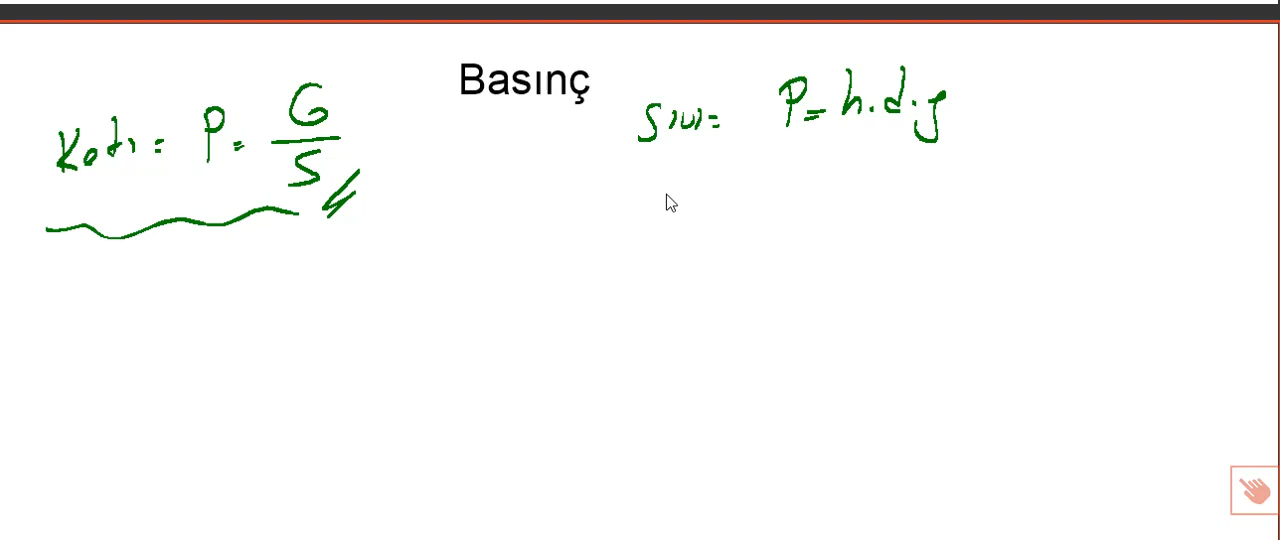 Basınç
Katı = P = G / S
Sıvı = P = h.d.g